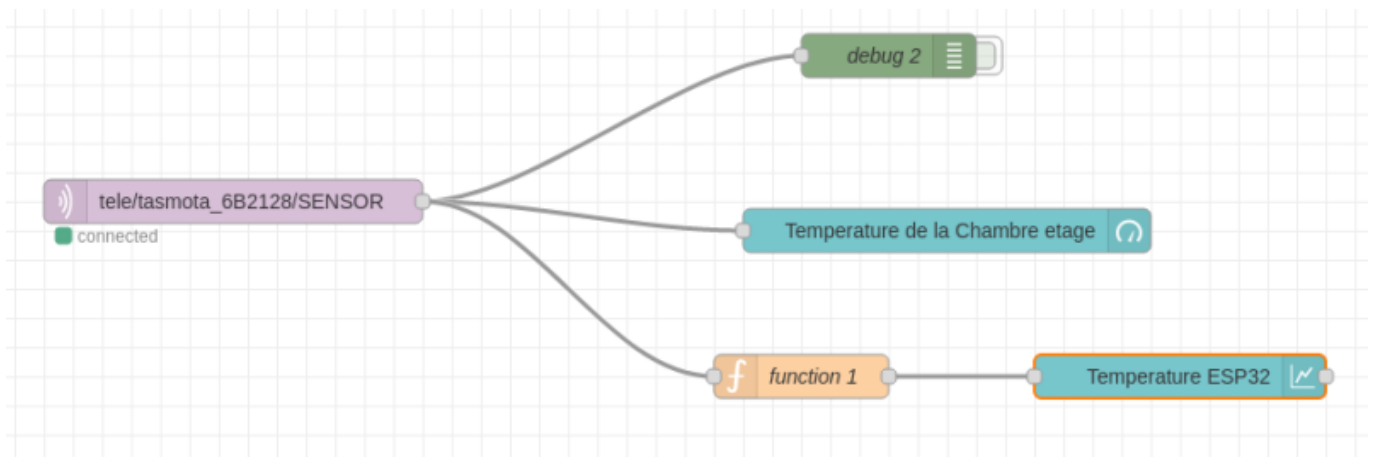 debug 2
tele/tasmota_6B2128/SENSOR
connected
Temperature de la Chambre etage
function 1
Temperature ESP32